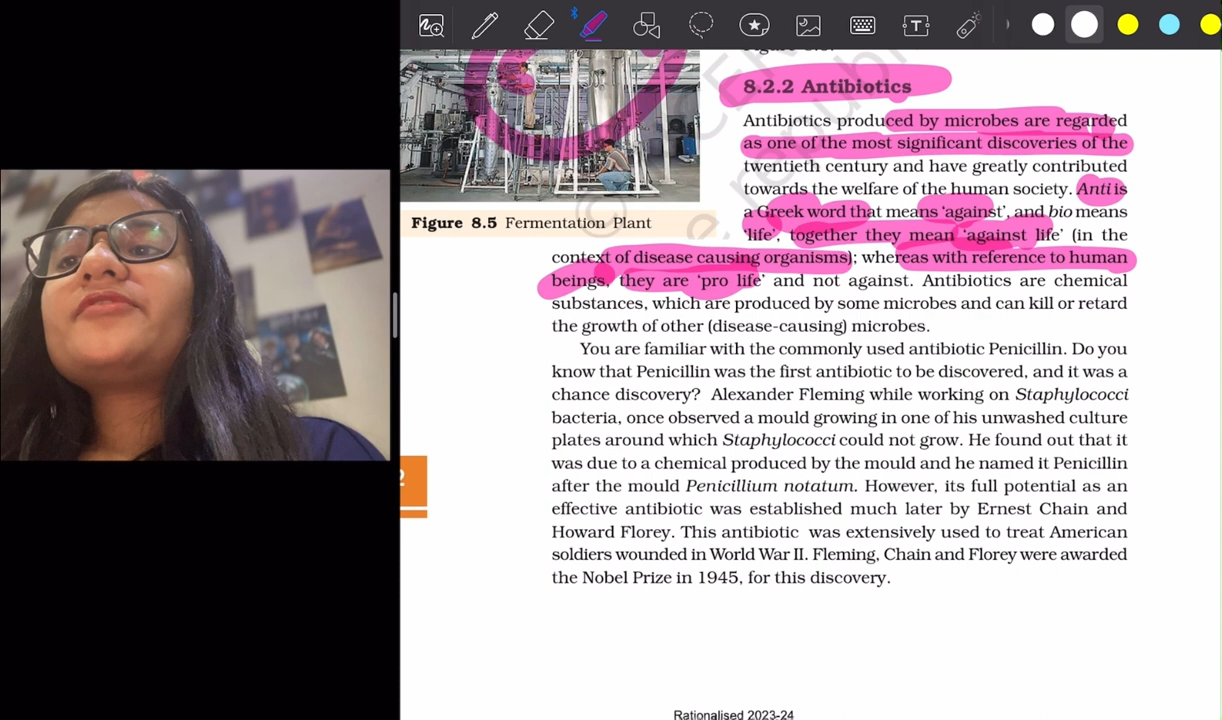 8.2.2 Antibiotics
Antibiotics produced by microbes are regarded
as one of the most significant discoveries of the
twentieth century and have greatly contributed
towards the welfare of the human society. Anti is
a Greek word that means ‘against’, and bio means
‘life’, together they mean ‘against life’ (in the
context of disease causing organisms); whereas with reference to human
beings, they are ‘pro life’ and not against. Antibiotics are chemical
substances, which are produced by some microbes and can kill or retard
the growth of other (disease-causing) microbes.
Figure 8.5 Fermentation Plant
You are familiar with the commonly used antibiotic Penicillin. Do you
know that Penicillin was the first antibiotic to be discovered, and it was a
chance discovery? Alexander Fleming while working on Staphylococci
bacteria, once observed a mould growing in one of his unwashed culture
plates around which Staphylococci could not grow. He found out that it
was due to a chemical produced by the mould and he named it Penicillin
after the mould Penicillium notatum. However, its full potential as an
effective antibiotic was established much later by Ernest Chain and
Howard Florey. This antibiotic was extensively used to treat American
soldiers wounded in World War II. Fleming, Chain and Florey were awarded
the Nobel Prize in 1945, for this discovery.
2
Rationalised 2023-24